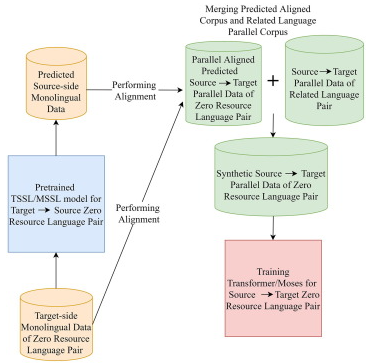 Merging Predicted Aligned
Corpus and Related Language
Parallel Corpus
Predicted
Source-side
Monolingual
Data
Performing
Alignment
Parallel Aligned
Predicted
Source → Target
Parallel Data of
Zero Resource
Language Pair
+
Source → Target
Parallel Data of
Related Language
Pair
Pretrained
TSSL/MSSL model for
Target → Source Zero
Resource Language Pair
Performing
Alignment
Synthetic Source → Target
Parallel Data of Zero
Resource Language Pair
Target-side
Monolingual Data
of Zero Resource
Language Pair
Training
Transformer/Moses for
Source → Target Zero
Resource Language Pair